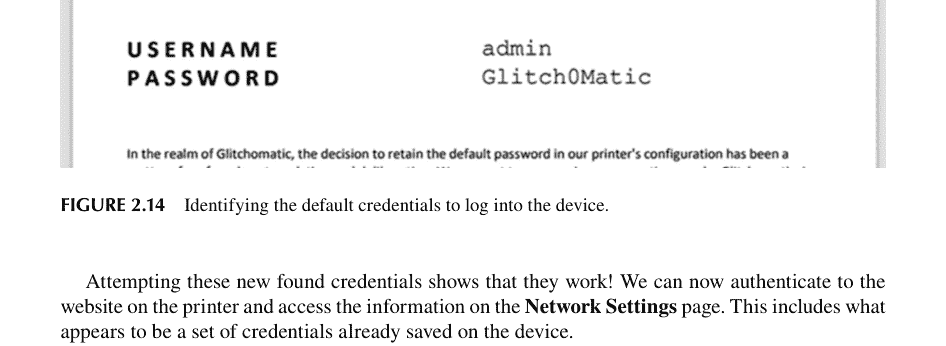 USERNAME admin
PASSWORD Glitch0Matic
In the realm of Glitchomatic, the decision to retain the default password in our printer's configuration has been a
FIGURE 2.14 Identifying the default credentials to log into the device.
Attempting these new found credentials shows that they work! We can now authenticate to the
website on the printer and access the information on the Network Settings page. This includes what
appears to be a set of credentials already saved on the device.